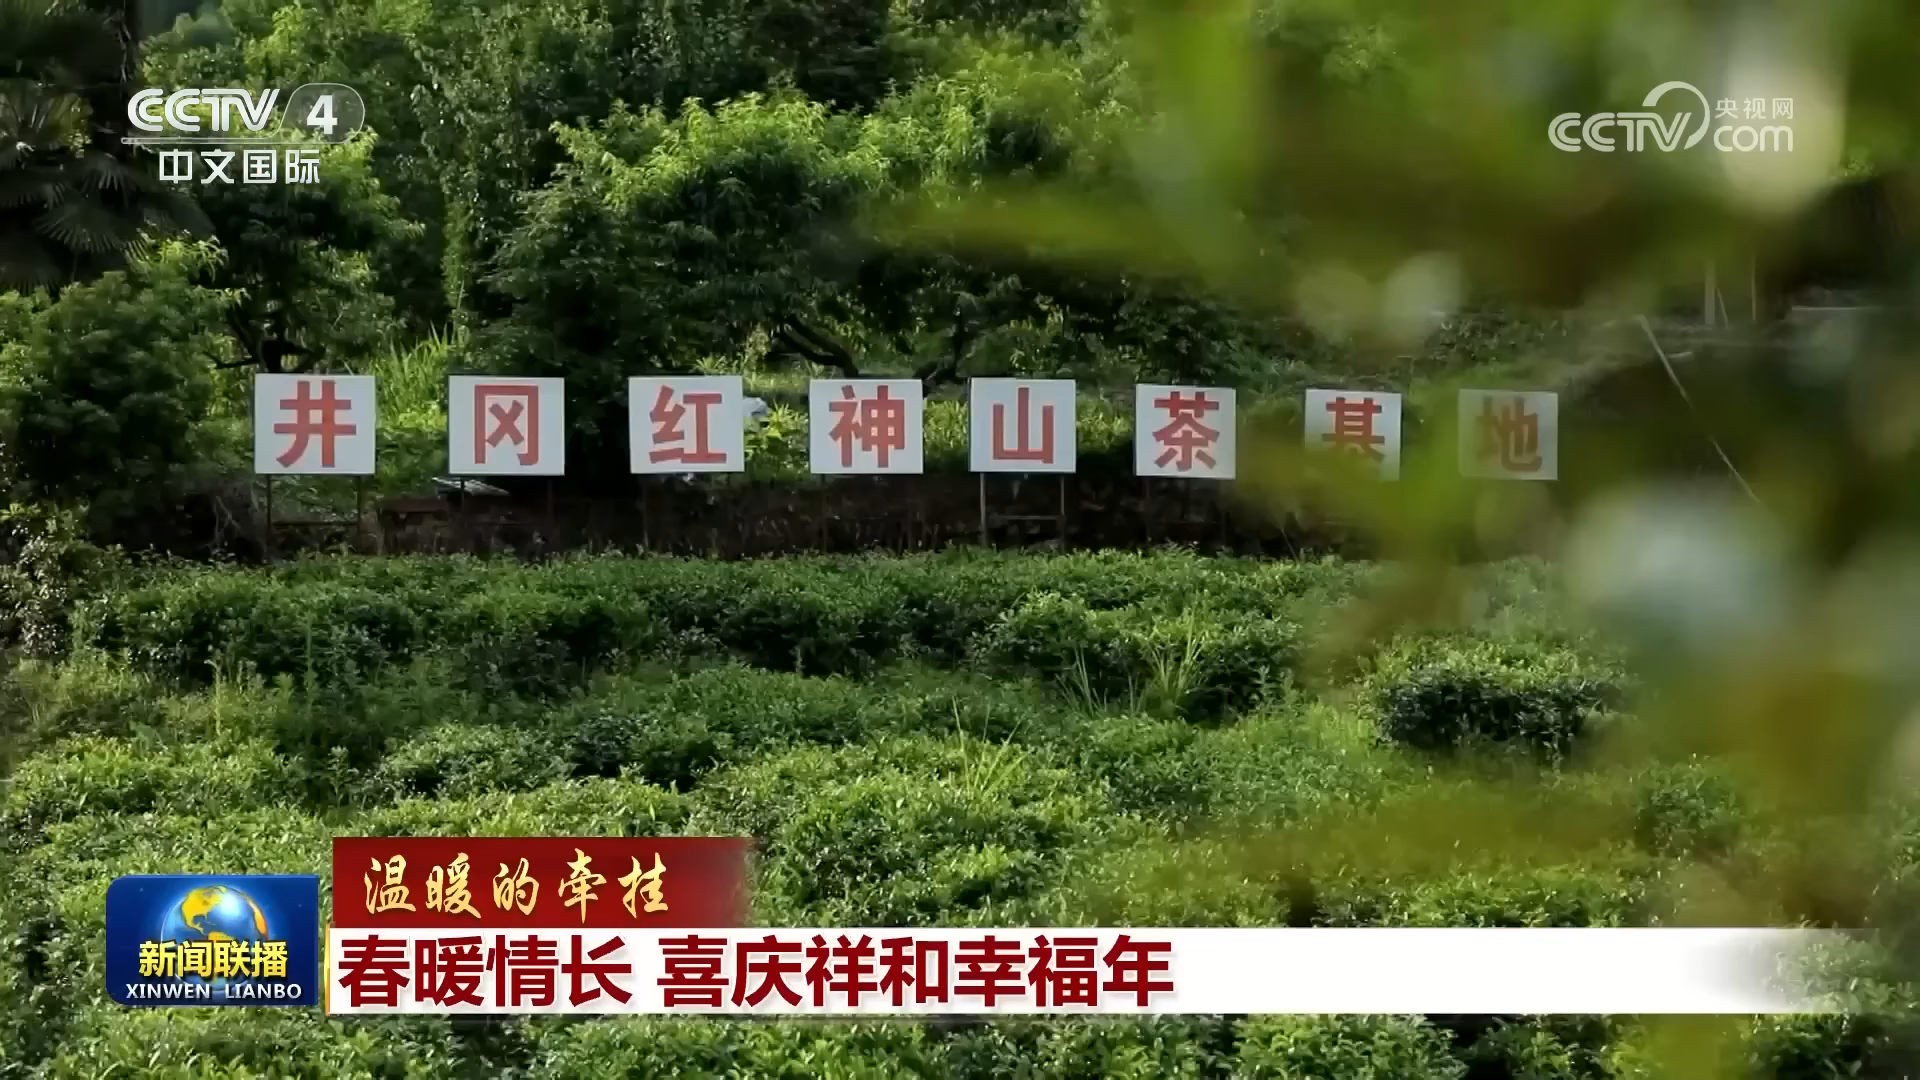 CCTV 4
中文国际
CCTV 央视网
com
井冈红神山茶基地
温暖的牵挂
新闻联播
XINWEN LIANBO
春暖情长 喜庆祥和幸福年